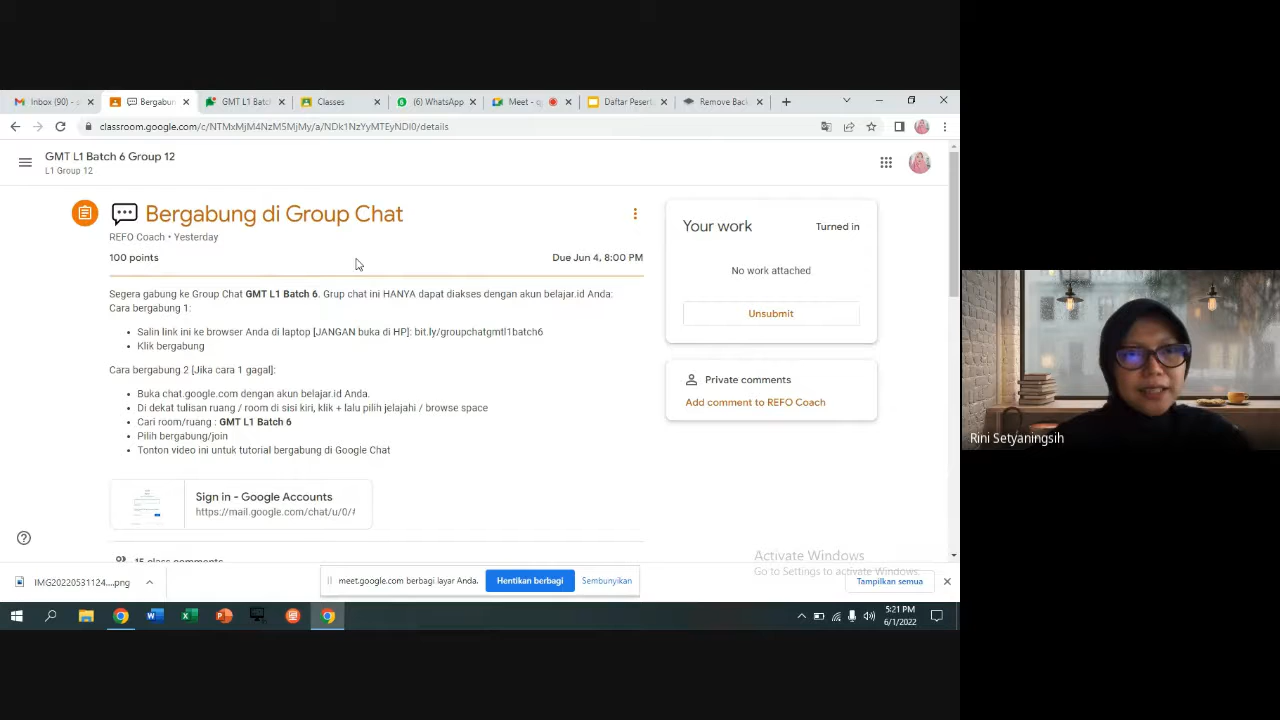 Inbox (90) - s
Bergabun
GMT L1 Batc
Classes
(6) WhatsApp
Meet -
Daftar Pesert
Remove Bac
classroom.google.com/c/NTMxMjM4NzM5MjMy/a/NDk1NzYyMTEyNDI0/details
GMT L1 Batch 6 Group 12
L1 Group 12
Bergabung di Group Chat
REFO Coach • Yesterday
100 points
Due Jun 4, 8:00 PM
Segera gabung ke Group Chat GMT L1 Batch 6. Grup chat ini HANYA dapat diakses dengan akun belajar.id Anda:
Cara bergabung 1:
• Salin link ini ke browser Anda di laptop [JANGAN buka di HP]: bit.ly/groupchatgmtl1batch6
• Klik bergabung
Cara bergabung 2 [Jika cara 1 gagal]:
• Buka chat.google.com dengan akun belajar.id Anda.
• Di dekat tulisan ruang / room di sisi kiri, klik + lalu pilih jelajahi / browse space
• Cari room/ruang : GMT L1 Batch 6
• Pilih bergabung/join
• Tonton video ini untuk tutorial bergabung di Google Chat
Sign in - Google Accounts
https://mail.google.com/chat/u/0/#
15 class comments
Your work
Turned in
No work attached
Unsubmit
Private comments
Add comment to REFO Coach
Rini Setyaningsih
Activate Windows
Go to Settings to activate Windows.
IMG20220531124....png
meet.google.com berbagi layar Anda.
Hentikan berbagi
Sembunyikan
Tampilkan semua
5:21 PM
6/1/2022